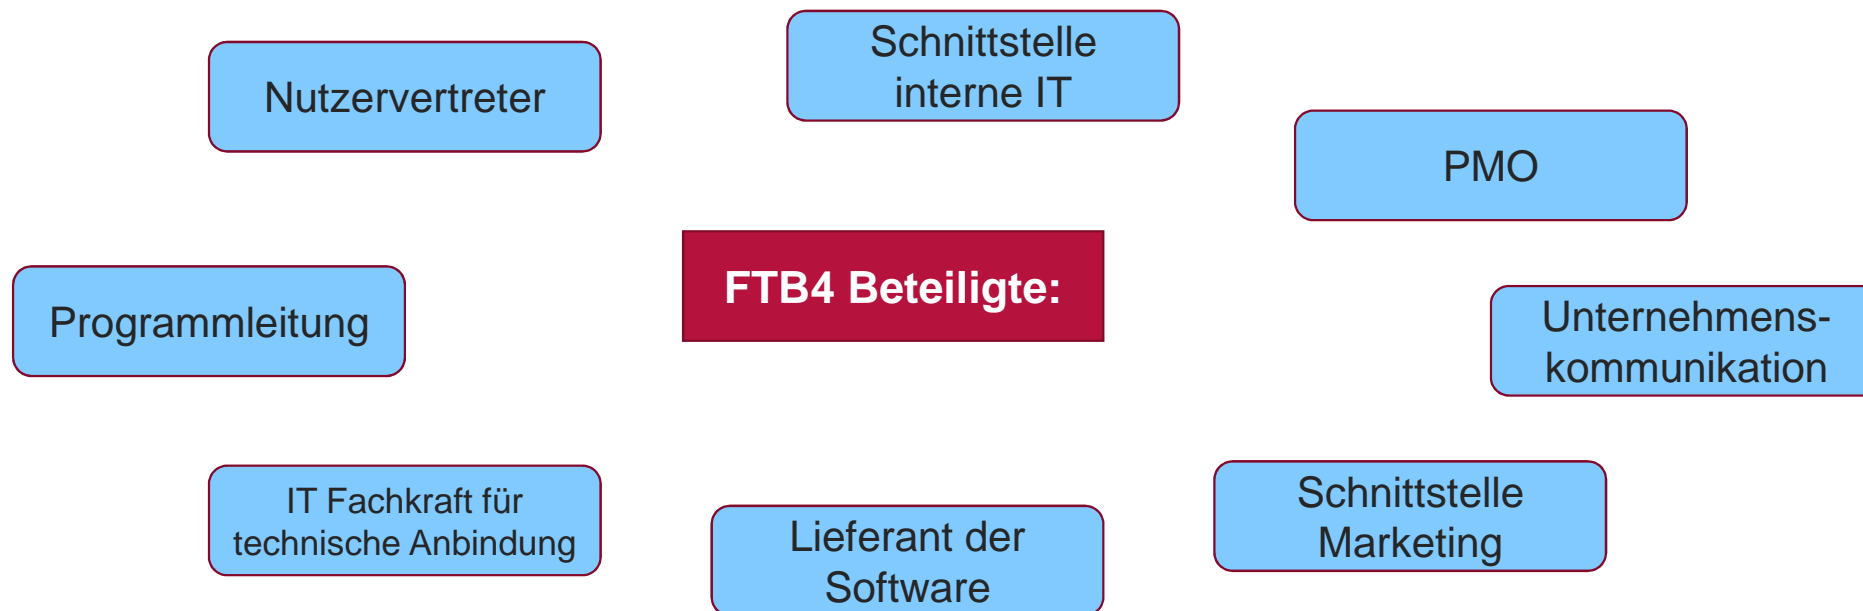 Schnittstelle
interne IT
Nutzervertreter
PMO
FTB4 Beteiligte:
Programmleitung
Unternehmens-
kommunikation
IT Fachkraft für
technische Anbindung
Lieferant der
Software
Schnittstelle
Marketing